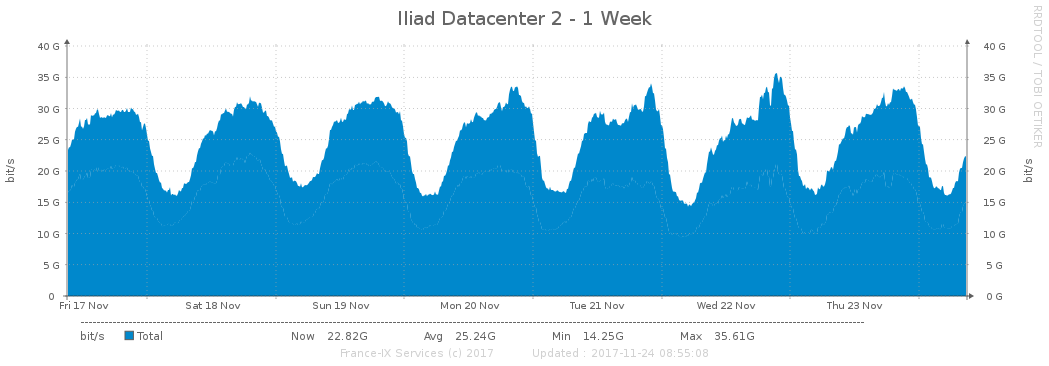 Iliad Datacenter 2 - 1 Week
RRDTOOL / TOBI OETIKER
40 G 40 G
35 G 35 G
30 G 30 G
25 G 25 G
20 G 20 G
15 G 15 G
10 G 10 G
5 G 5 G
0 0 G
bit/s
bit/s
Fri 17 Nov Sat 18 Nov Sun 19 Nov Mon 20 Nov Tue 21 Nov Wed 22 Nov Thu 23 Nov
bit/s Total Now 22.82G Avg 25.24G Min 14.25G Max 35.61G
France-IX Services (c) 2017 Updated : 2017-11-24 08:55:08